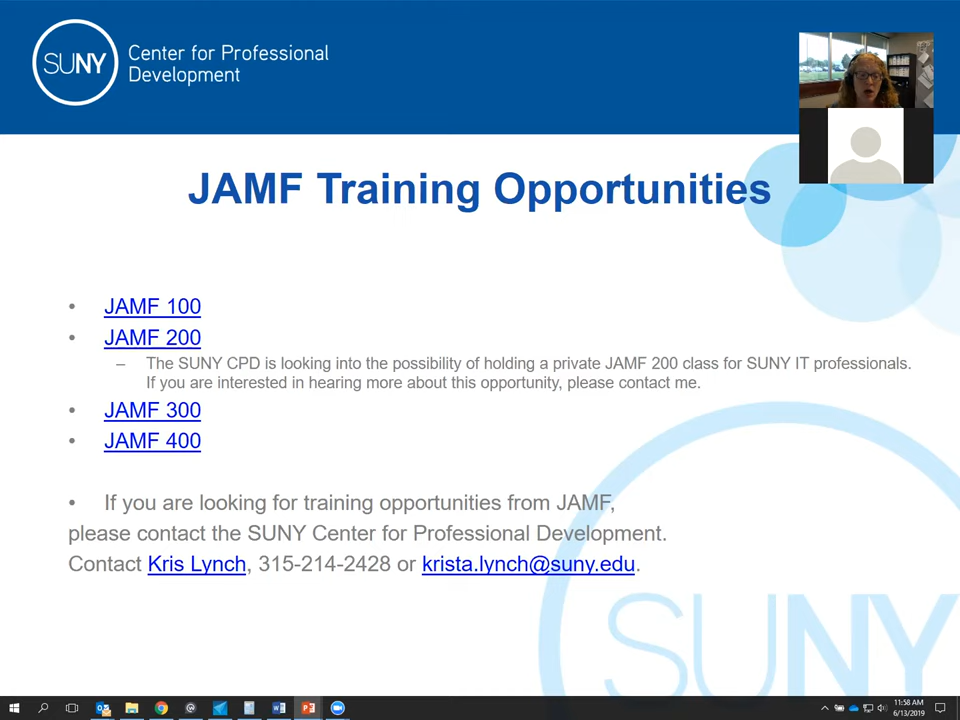 SUNY
Center for Professional
Development
JAMF Training Opportunities
• JAMF 100
• JAMF 200
– The SUNY CPD is looking into the possibility of holding a private JAMF 200 class for SUNY IT professionals.
If you are interested in hearing more about this opportunity, please contact me.
• JAMF 300
• JAMF 400
• If you are looking for training opportunities from JAMF,
please contact the SUNY Center for Professional Development.
Contact Kris Lynch, 315-214-2428 or krista.lynch@suny.edu.
SUNY
11:58 AM
6/13/2019